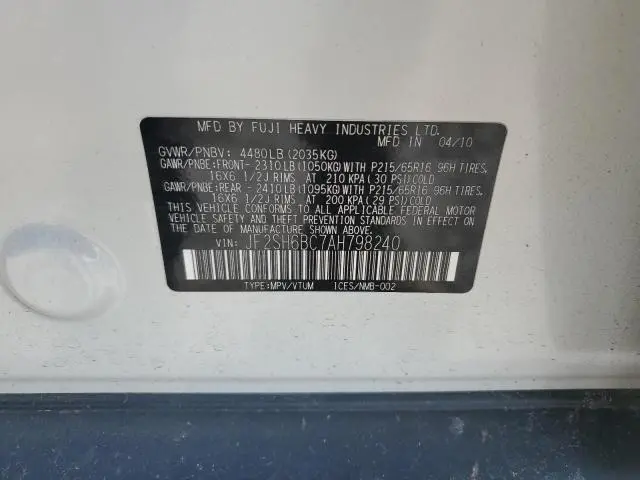 MFD BY FUJI HEAVY INDUSTRIES LTD.
MFD IN 04/10
GVWR/PNBV: 4480LB(2035KG)
GAWR/PNBE:FRONT-2310LB(1050KG)WITH P215/65R16 96H TIRES,
16X6 1/2J RIMS AT 210 KPA(30 PSI)COLD
GAWR/PNBE:REAR -2410LB(1095KG)WITH P215/65R16 96H TIRES,
16X6 1/2J RIMS AT 200 KPA(29 PSI)COLD
THIS VEHICLE CONFORMS TO ALL APPLICABLE FEDERAL MOTOR
VEHICLE SAFETY AND THEFT PREVENTION STANDARDS IN EFFECT ON
THE DATE OF MANUFACTURE SHOWN ABOVE.
VIN: JF2SH6BC7AH798240
TYPE:MPV/VTUM ICES/NMB-002